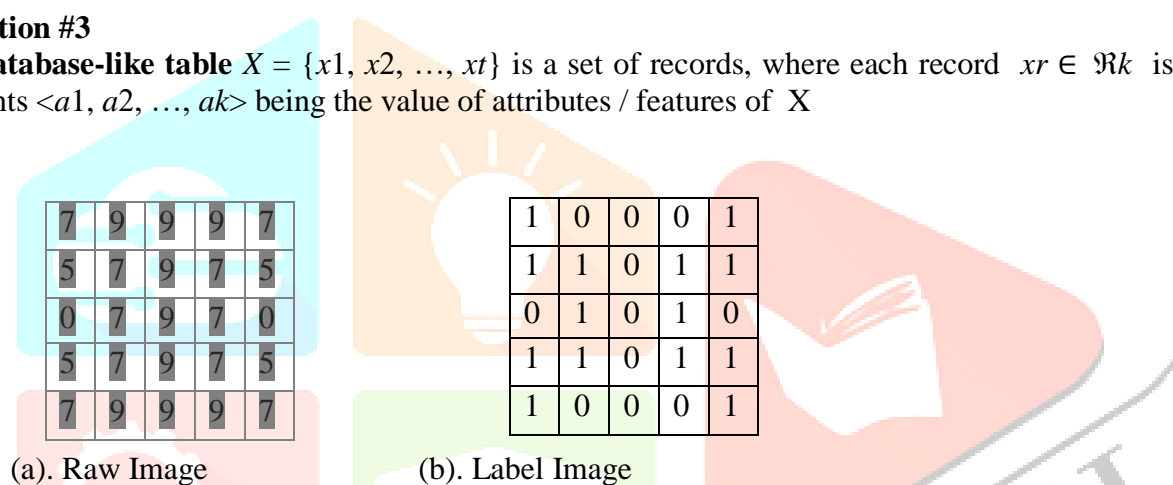 tion #3
atabase-like table X = {x1, x2, …, xt} is a set of records, where each record xr ∈ ℜk is
nts <a1, a2, …, ak> being the value of attributes / features of X
7 9 9 9 7
5 7 9 7 5
0 7 9 7 0
5 7 9 7 5
7 9 9 9 7
1 0 0 0 1
1 1 0 1 1
0 1 0 1 0
1 1 0 1 1
1 0 0 0 1
(a). Raw Image (b). Label Image